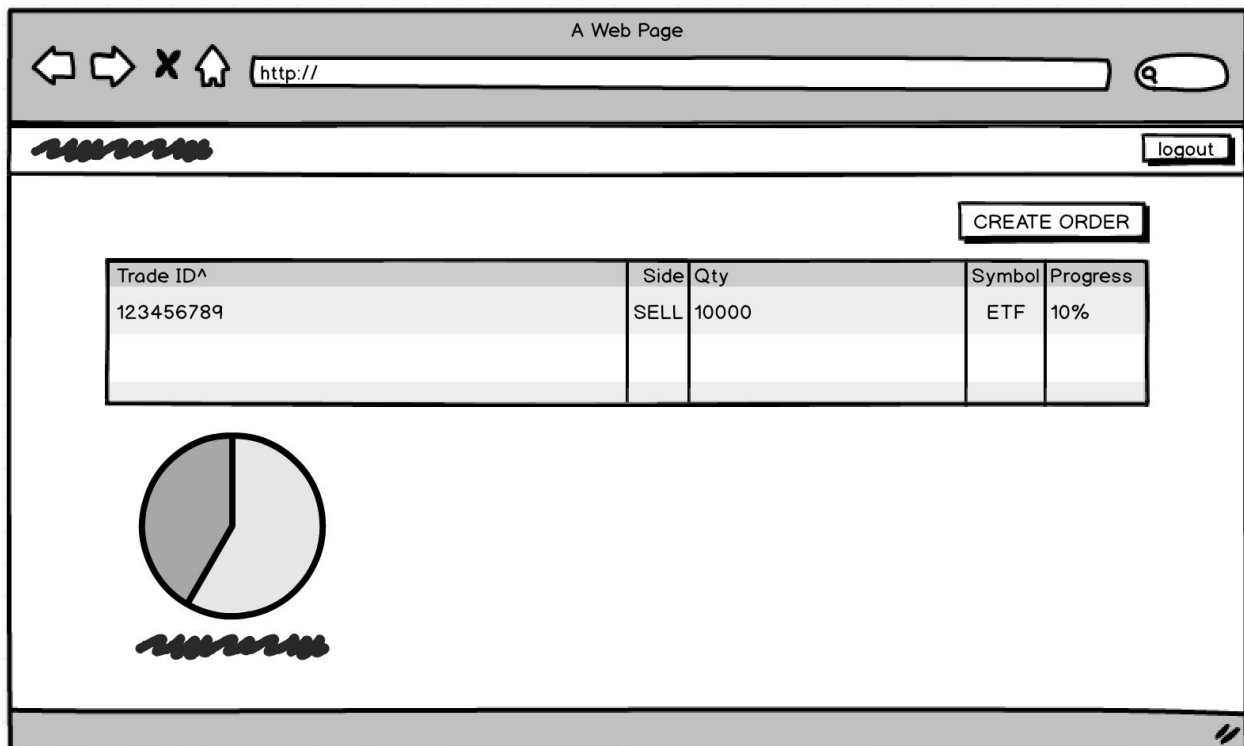 A Web Page
http://
logout
CREATE ORDER
Trade ID^ Side Qty Symbol Progress
123456789 SELL 10000 ETF 10%